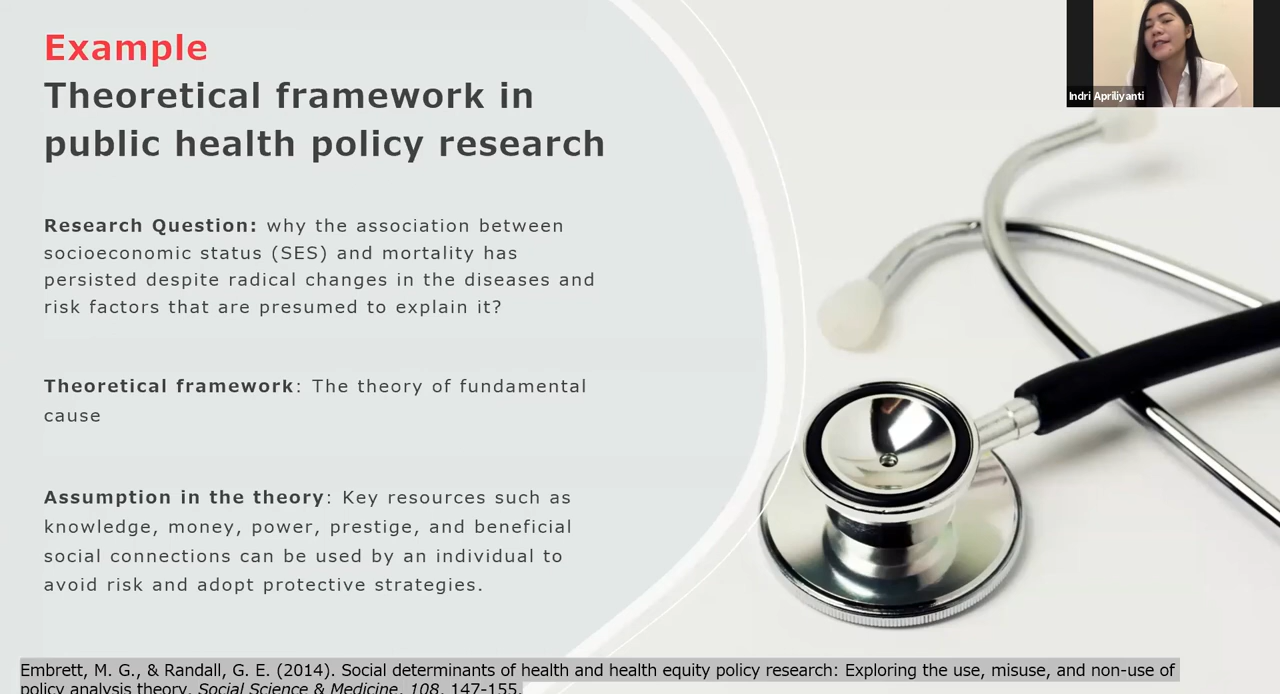 Example
Theoretical framework in
public health policy research
Indri Apriliyanti
Research Question: why the association between
socioeconomic status (SES) and mortality has
persisted despite radical changes in the diseases and
risk factors that are presumed to explain it?
Theoretical framework: The theory of fundamental
cause
Assumption in the theory: Key resources such as
knowledge, money, power, prestige, and beneficial
social connections can be used by an individual to
avoid risk and adopt protective strategies.
Embrett, M. G., & Randall, G. E. (2014). Social determinants of health and health equity policy research: Exploring the use, misuse, and non-use of
policy analysis theory. Social Science & Medicine, 108, 147-155.